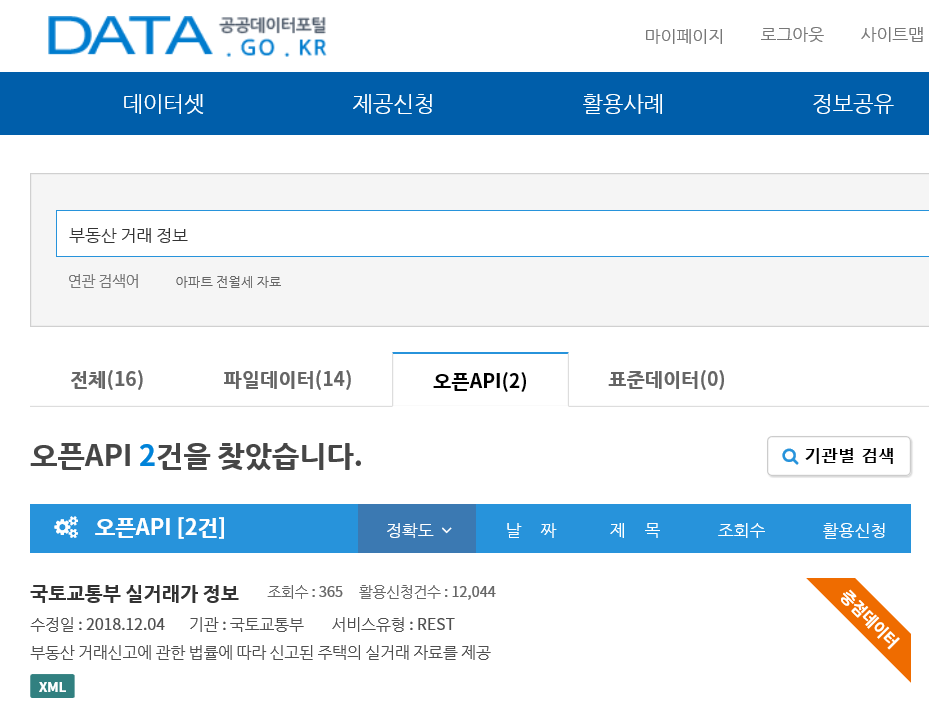 DATA 공공데이터포털
.GO.KR
마이페이지 로그아웃 사이트맵
데이터셋 제공신청 활용사례 정보공유
부동산 거래 정보
연관 검색어 아파트 전월세 자료
전체(16) 파일데이터(14) 오픈API(2) 표준데이터(0)
오픈API 2건을 찾았습니다.
기관별 검색
오픈API [2건] 정확도 날 짜 제 목 조회수 활용신청
국토교통부 실거래가 정보 조회수 : 365 활용신청건수 : 12,044
수정일 : 2018.12.04 기관 : 국토교통부 서비스유형 : REST
부동산 거래신고에 관한 법률에 따라 신고된 주택의 실거래 자료를 제공
XML
중점데이터